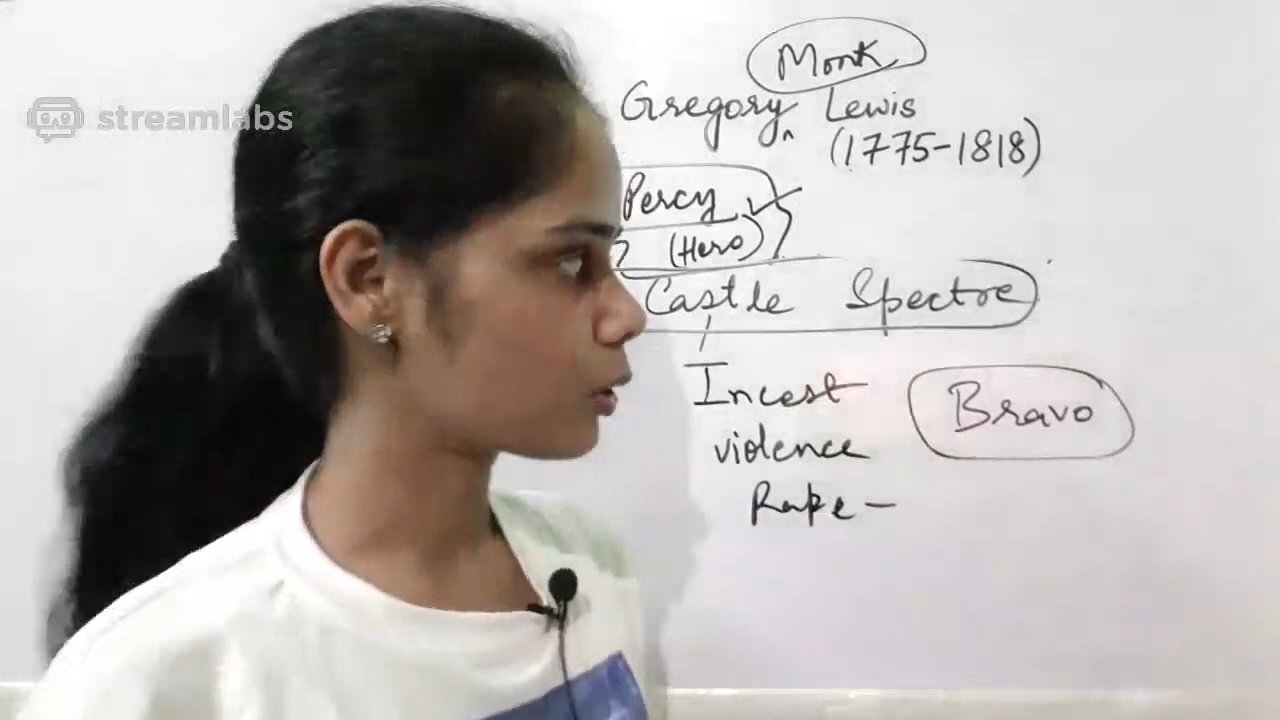 streamlabs
Monk
Gregory ^ Lewis
(1775-1818)
Percy
? (Hero)
Castle Spectre
Incest
violence
Bravo
Rape -